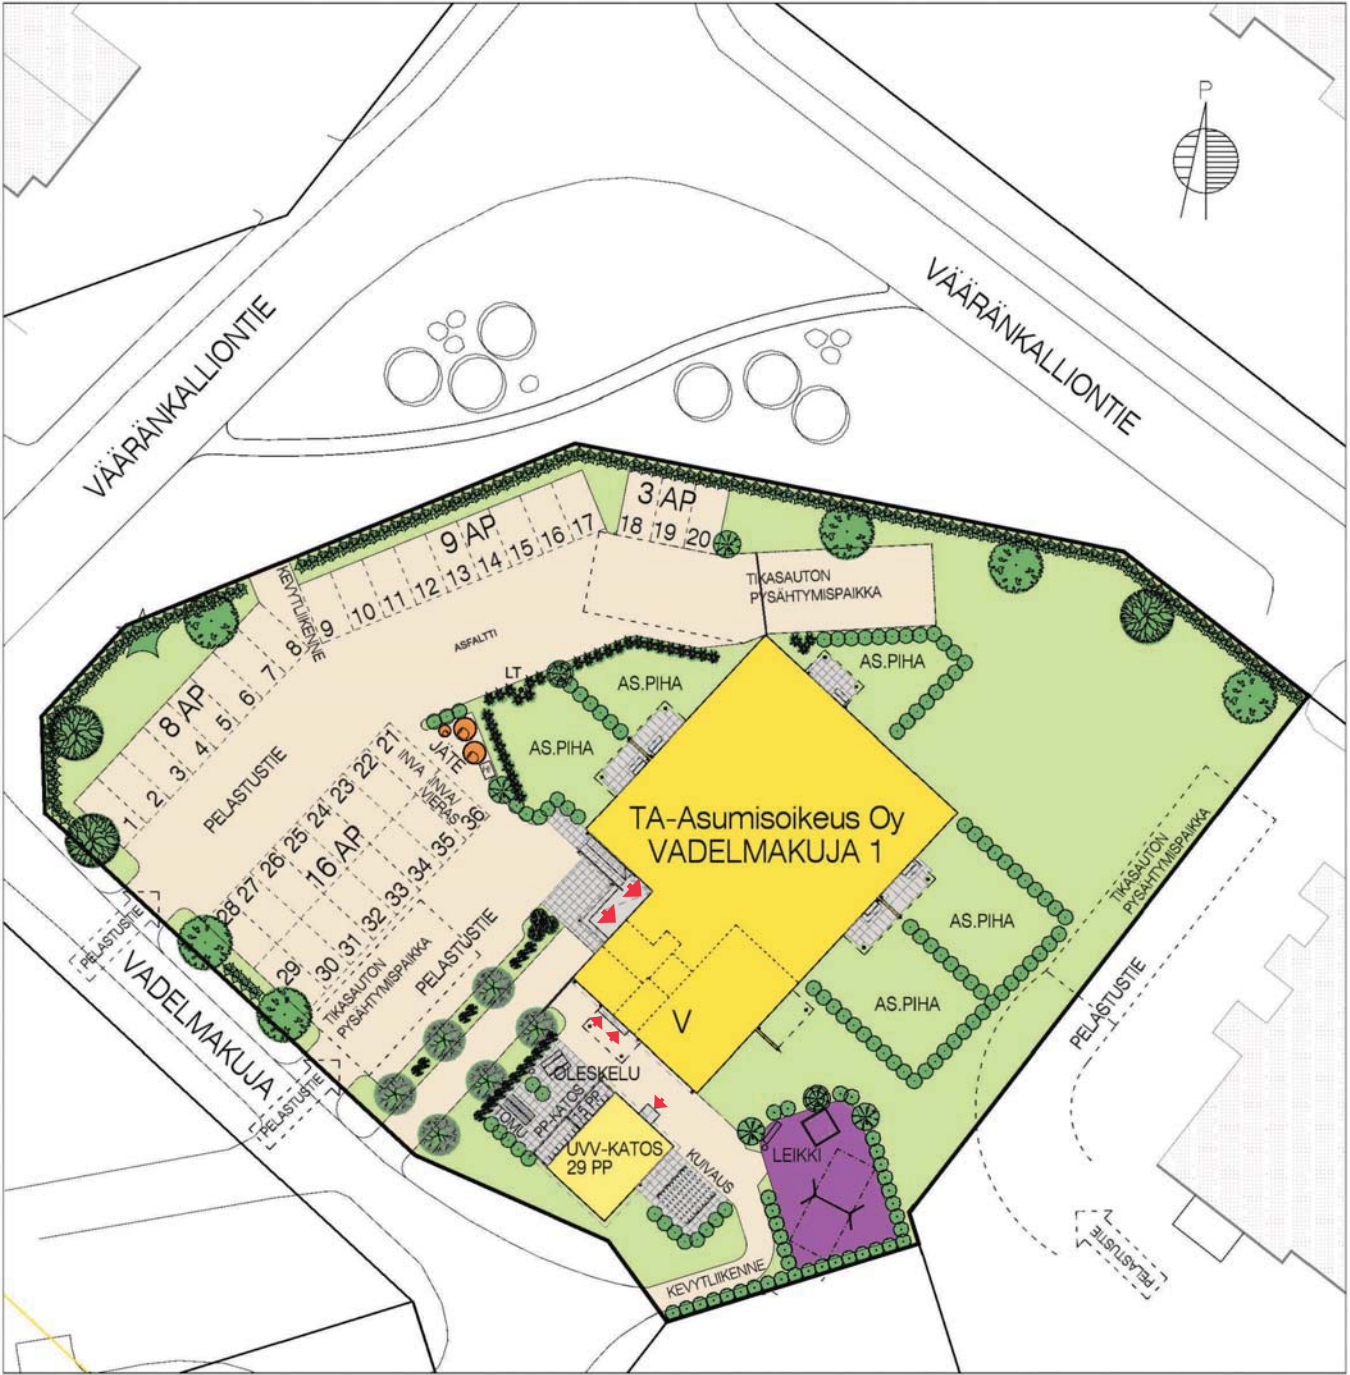 P
VÄÄRÄNKALLIONTIE
VÄÄRÄNKALLIONTIE
3 AP
18 19 20
9 AP
9 10 11 12 13 14 15 16 17
KEVYTLIIKENNE
TIKASAUTON
PYSÄHTYMISPAIKKA
ASFALTTI
8 AP
1 2 3 4 5 6 7 8
LT
AS.PIHA
AS.PIHA
AS.PIHA
JÄTE
PELASTUSTIE
INVA
INVA/
VIERAS
21 22 23 24 25 26 27 28
16 AP
29 30 31 32 33 34 35 36
TA-Asumisoikeus Oy
VADELMAKUJA 1
V
TIKASAUTON
PYSÄHTYMISPAIKKA
PELASTUSTIE
TIKASAUTON
PYSÄHTYMISPAIKKA
PELASTUSTIE
AS.PIHA
AS.PIHA
PELASTUSTIE
VADELMAKUJA
PELASTUSTIE
OLESKELU
TOMU
PP-KATOS
15 PP
UVV-KATOS
29 PP
KUIVAUS
LEIKKI
KEVYTLIIKENNE
PELASTUSTIE